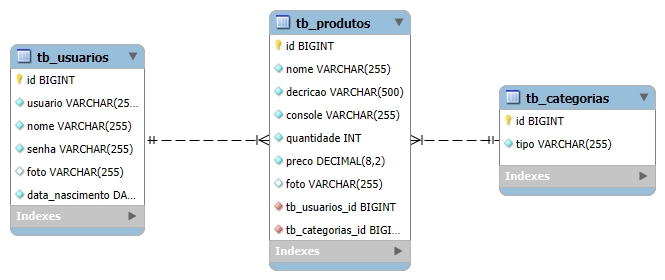 tb_usuarios
id BIGINT
usuario VARCHAR(25...
nome VARCHAR(255)
senha VARCHAR(255)
foto VARCHAR(255)
data_nascimento DA...
Indexes
tb_produtos
id BIGINT
nome VARCHAR(255)
decricao VARCHAR(500)
console VARCHAR(255)
quantidade INT
preco DECIMAL(8,2)
foto VARCHAR(255)
tb_usuarios_id BIGINT
tb_categorias_id BIGI...
Indexes
tb_categorias
id BIGINT
tipo VARCHAR(255)
Indexes